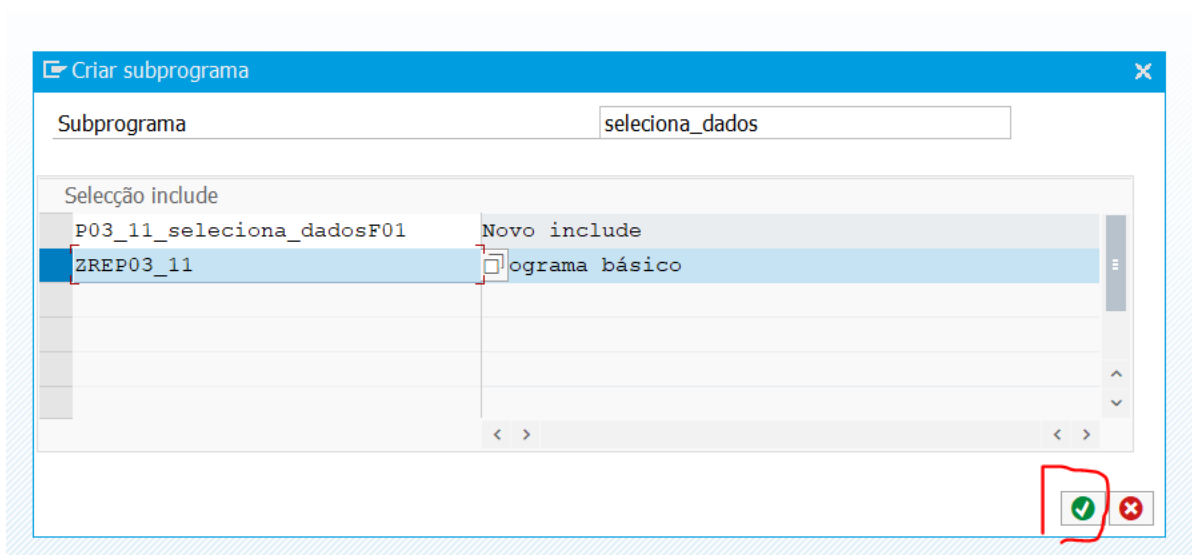 Criar subprograma
Subprograma seleciona_dados
Selecção include
P03_11_seleciona_dadosF01 Novo include
ZREP03_11 ograma básico